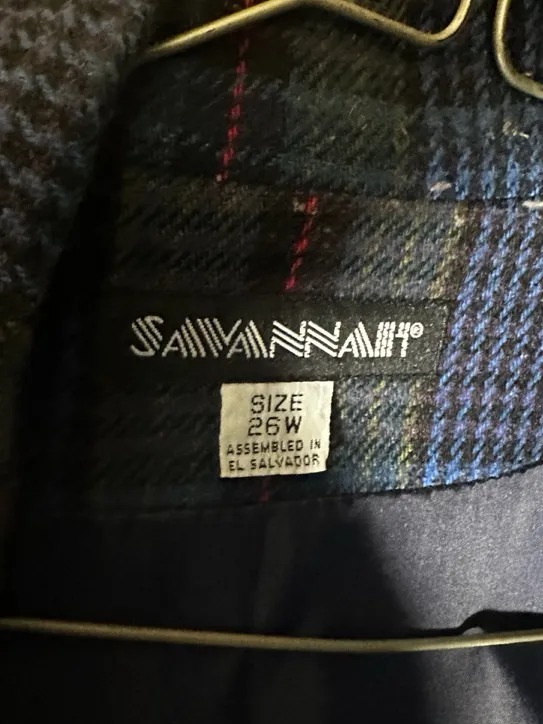 SAVANNAH®
SIZE
26W
ASSEMBLED IN
EL SALVADOR